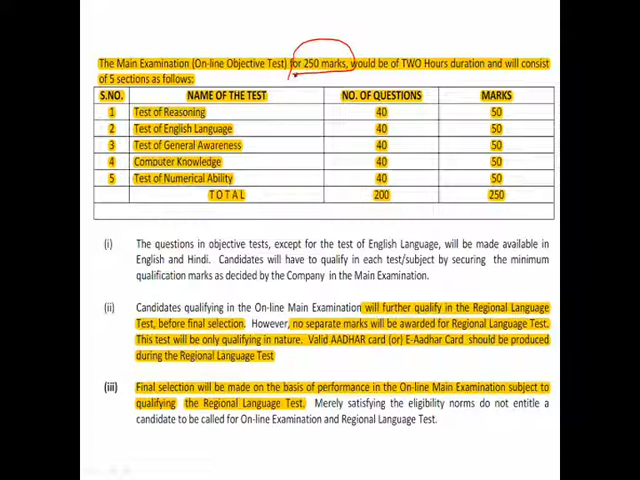 The Main Examination (On-line Objective Test) for 250 marks, would be of TWO Hours duration and will consist
of 5 sections as follows:
S.NO. NAME OF THE TEST NO. OF QUESTIONS MARKS
1 Test of Reasoning 40 50
2 Test of English Language 40 50
3 Test of General Awareness 40 50
4 Computer Knowledge 40 50
5 Test of Numerical Ability 40 50
T O T A L 200 250
(i) The questions in objective tests, except for the test of English Language, will be made available in
English and Hindi. Candidates will have to qualify in each test/subject by securing the minimum
qualification marks as decided by the Company in the Main Examination.
(ii) Candidates qualifying in the On-line Main Examination will further qualify in the Regional Language
Test, before final selection. However, no separate marks will be awarded for Regional Language Test.
This test will be only qualifying in nature. Valid AADHAR card (or) E-Aadhar Card should be produced
during the Regional Language Test
(iii) Final selection will be made on the basis of performance in the On-line Main Examination subject to
qualifying the Regional Language Test. Merely satisfying the eligibility norms do not entitle a
candidate to be called for On-line Examination and Regional Language Test.